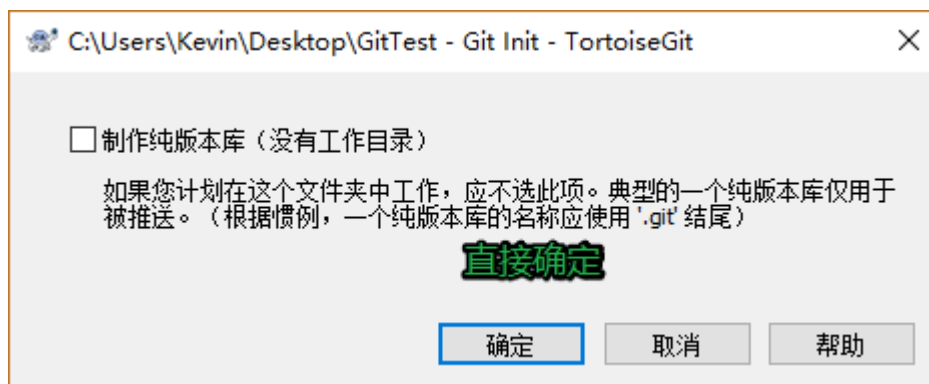 C:\Users\Kevin\Desktop\GitTest - Git Init - TortoiseGit
制作纯版本库（没有工作目录）
如果您计划在这个文件夹中工作，应不选此项。典型的一个纯版本库仅用于
被推送。（根据惯例，一个纯版本库的名称应使用 '.git' 结尾）
直接确定
确定 取消 帮助